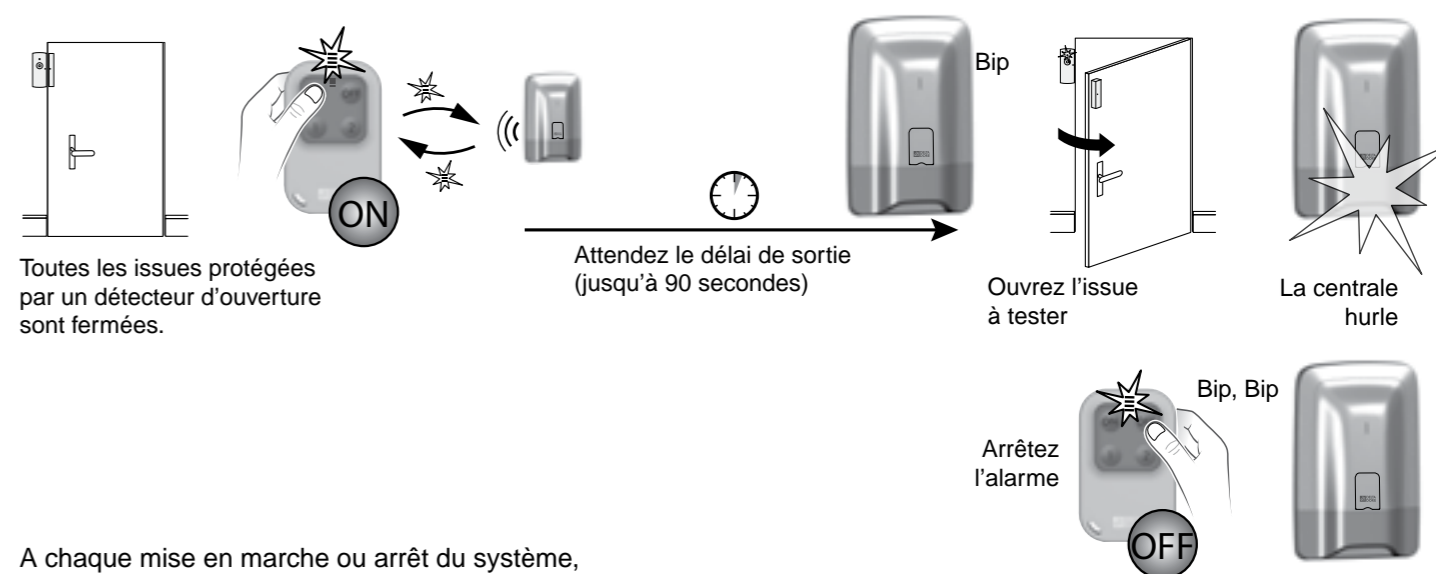 Bip
OFF
ON
Toutes les issues protégées
par un détecteur d’ouverture
sont fermées.
Attendez le délai de sortie
(jusqu’à 90 secondes)
Ouvrez l’issue
à tester
La centrale
hurle
Bip, Bip
Arrêtez
l’alarme
OFF
A chaque mise en marche ou arrêt du système,